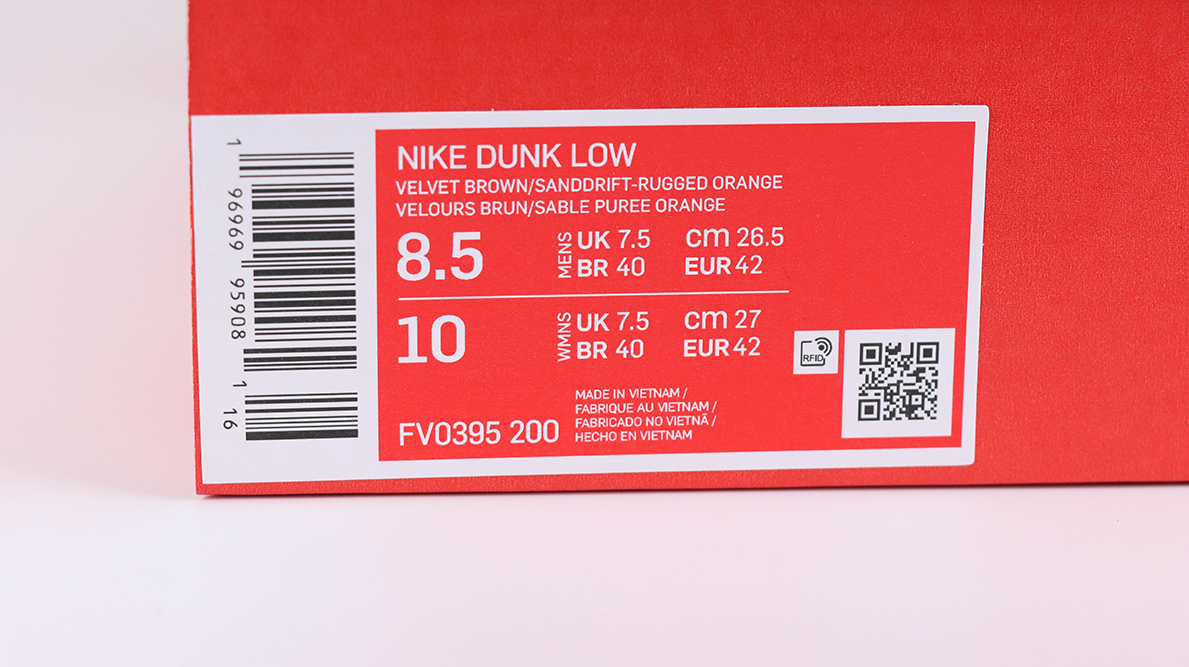 1 96969 95908 1 16
NIKE DUNK LOW
VELVET BROWN/SANDDRIFT-RUGGED ORANGE
VELOURS BRUN/SABLE PUREE ORANGE
8.5 MENS UK 7.5 cm 26.5
BR 40 EUR 42
10 WMNS UK 7.5 cm 27
BR 40 EUR 42
RFID
FV0395 200
MADE IN VIETNAM /
FABRIQUE AU VIETNAM /
FABRICADO NO VIETNÃ /
HECHO EN VIETNAM